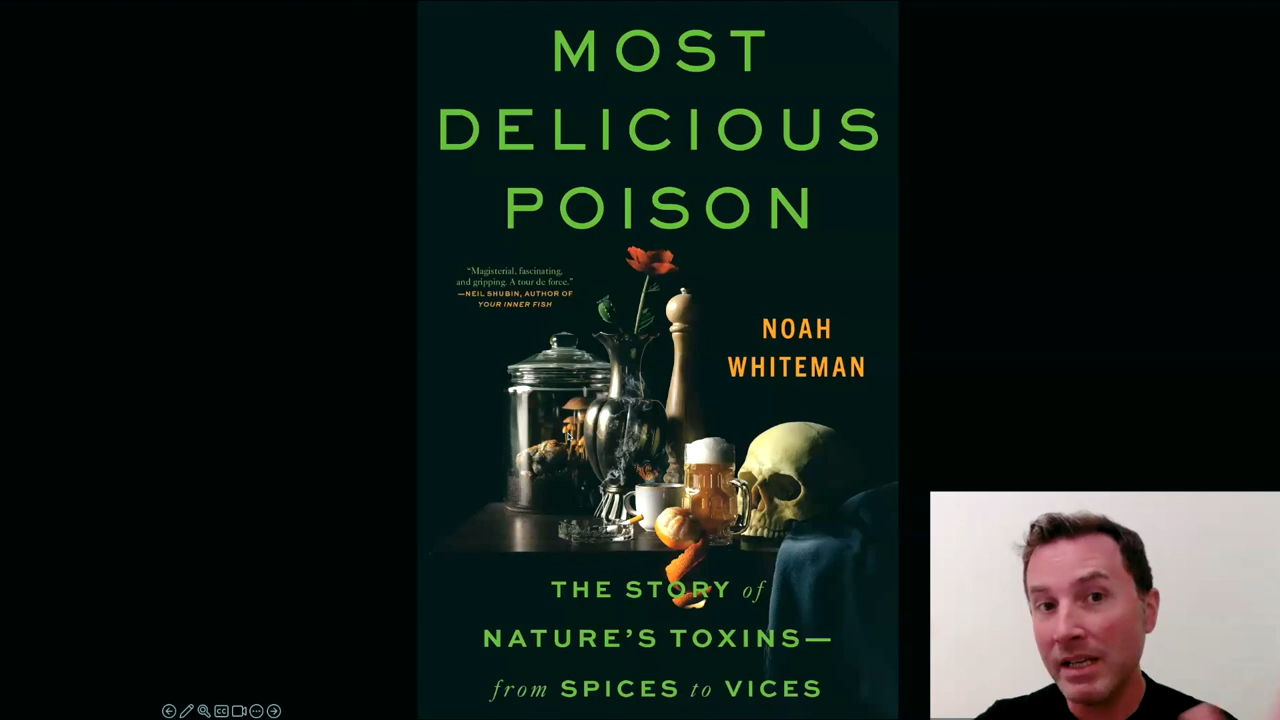 MOST
DELICIOUS
POISON
“Magisterial, fascinating,
and gripping. A tour de force.”
—NEIL SHUBIN, AUTHOR OF
YOUR INNER FISH
NOAH
WHITEMAN
THE STORY of
NATURE’S TOXINS—
from SPICES to VICES
CC